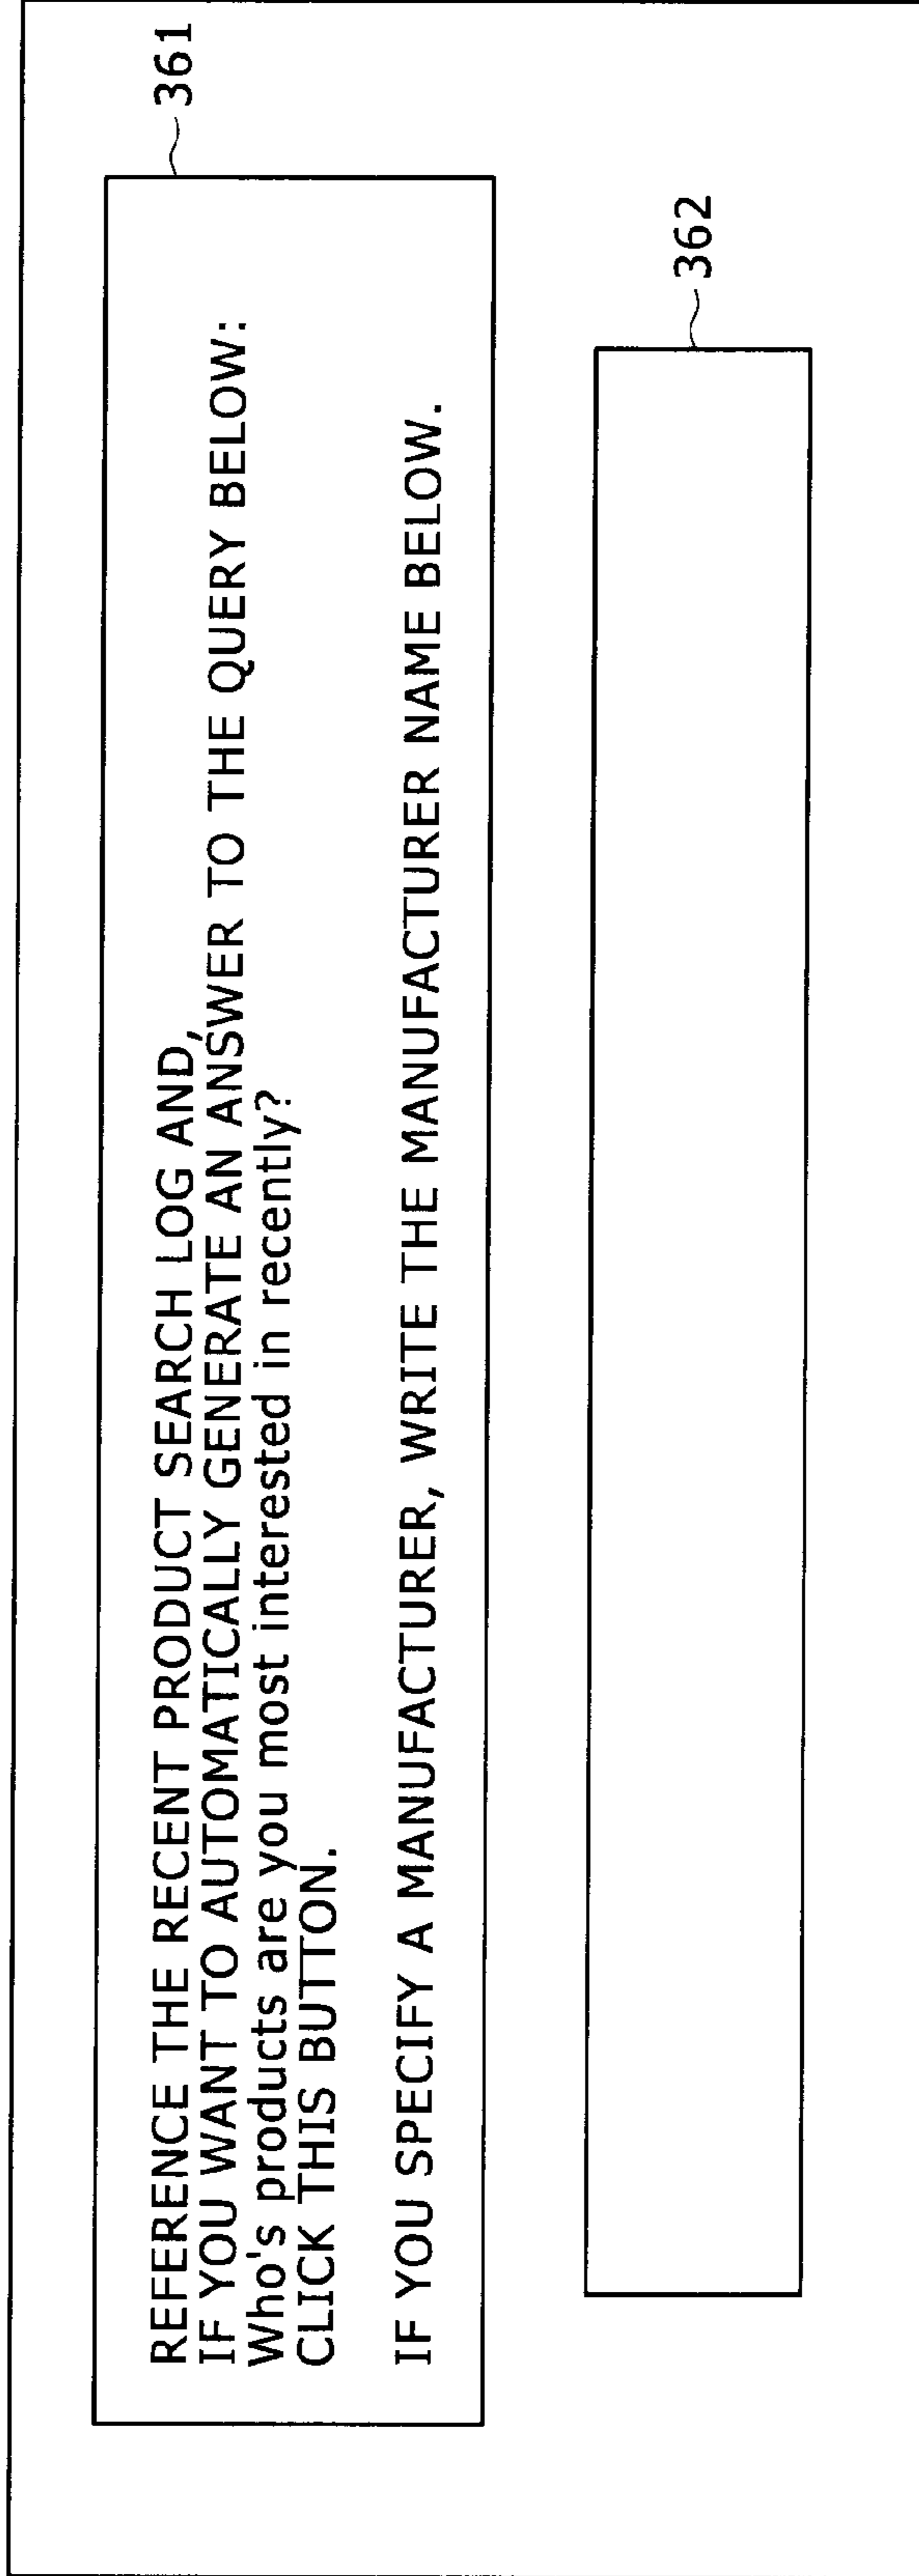 REFERENCE THE RECENT PRODUCT SEARCH LOG AND,
IF YOU WANT TO AUTOMATICALLY GENERATE AN ANSWER TO THE QUERY BELOW:
Who's products are you most interested in recently?
CLICK THIS BUTTON.
IF YOU SPECIFY A MANUFACTURER, WRITE THE MANUFACTURER NAME BELOW.
361
362